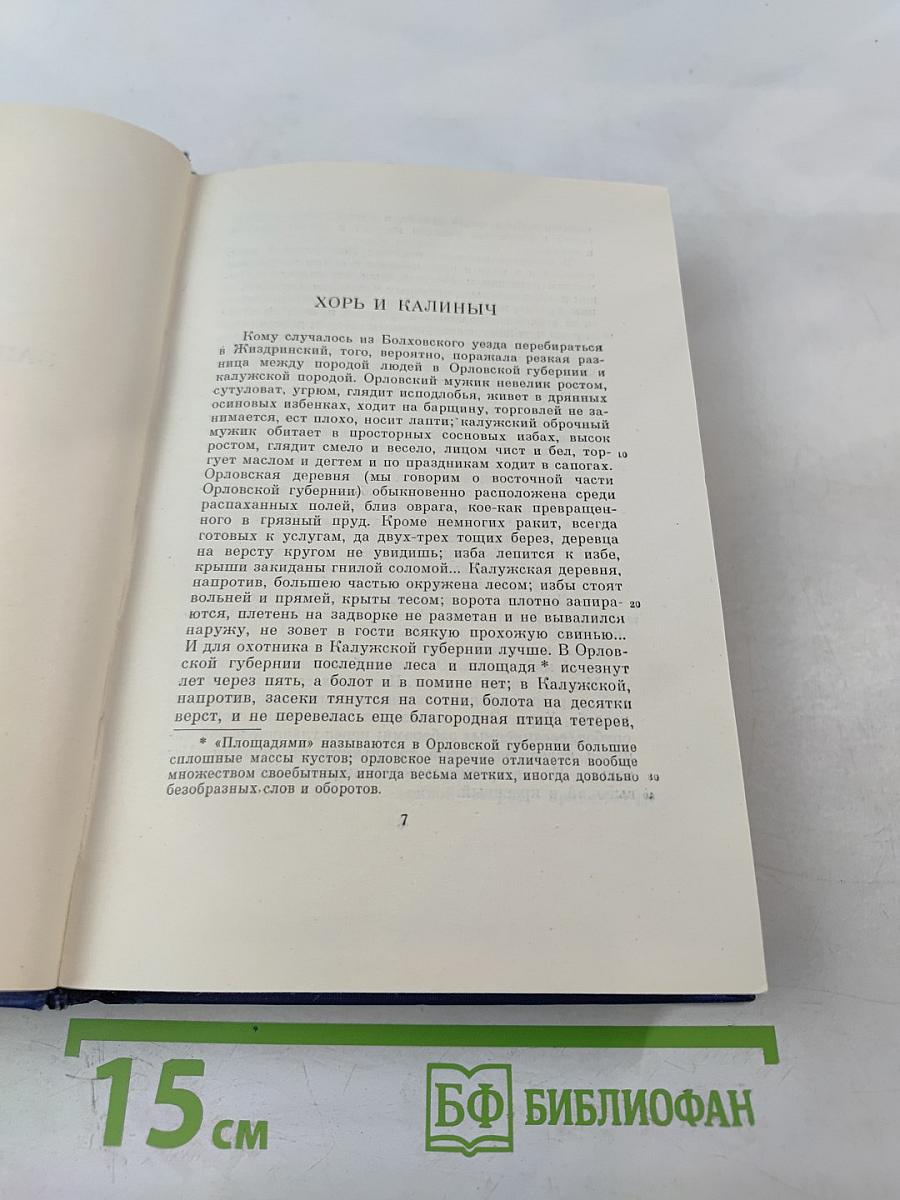 ХОРЬ И КАЛИНЫЧ
Кому случалось из Болховского уезда перебираться
в Жиздринский, того, вероятно, поражала резкая раз-
ница между породой людей в Орловской губернии и
калужской породой. Орловский мужик невелик ростом,
сутуловат, угрюм, глядит исподлобья, живет в дрянных
осиновых избенках, ходит на барщину, торговлей не за-
нимается, ест плохо, носит лапти; калужский оброчный
мужик обитает в просторных сосновых избах, высок
ростом, глядит смело и весело, лицом чист и бел, тор- 10
гует маслом и дегтем и по праздникам ходит в сапогах.
Орловская деревня (мы говорим о восточной части
Орловской губернии) обыкновенно расположена среди
распаханных полей, близ оврага, кое-как превращен-
ного в грязный пруд. Кроме немногих ракит, всегда
готовых к услугам, да двух-трех тощих берез, деревца
на версту кругом не увидишь; изба лепится к избе,
крыши закиданы гнилой соломой... Калужская деревня,
напротив, большею частью окружена лесом; избы стоят
вольней и прямей, крыты тесом; ворота плотно запира- 20
ются, плетень на задворке не разметан и не вывалился
наружу, не зовет в гости всякую прохожую свинью...
И для охотника в Калужской губернии лучше. В Орлов-
ской губернии последние леса и площадя * исчезнут
лет через пять, а болот и в помине нет; в Калужской,
напротив, засеки тянутся на сотни, болота на десятки
верст, и не перевелась еще благородная птица тетерев,
* «Площадями» называются в Орловской губернии большие
сплошные массы кустов; орловское наречие отличается вообще
множеством своебытных, иногда весьма метких, иногда довольно 30
безобразных слов и оборотов.
7
15 см
БФ БИБЛИОФАН